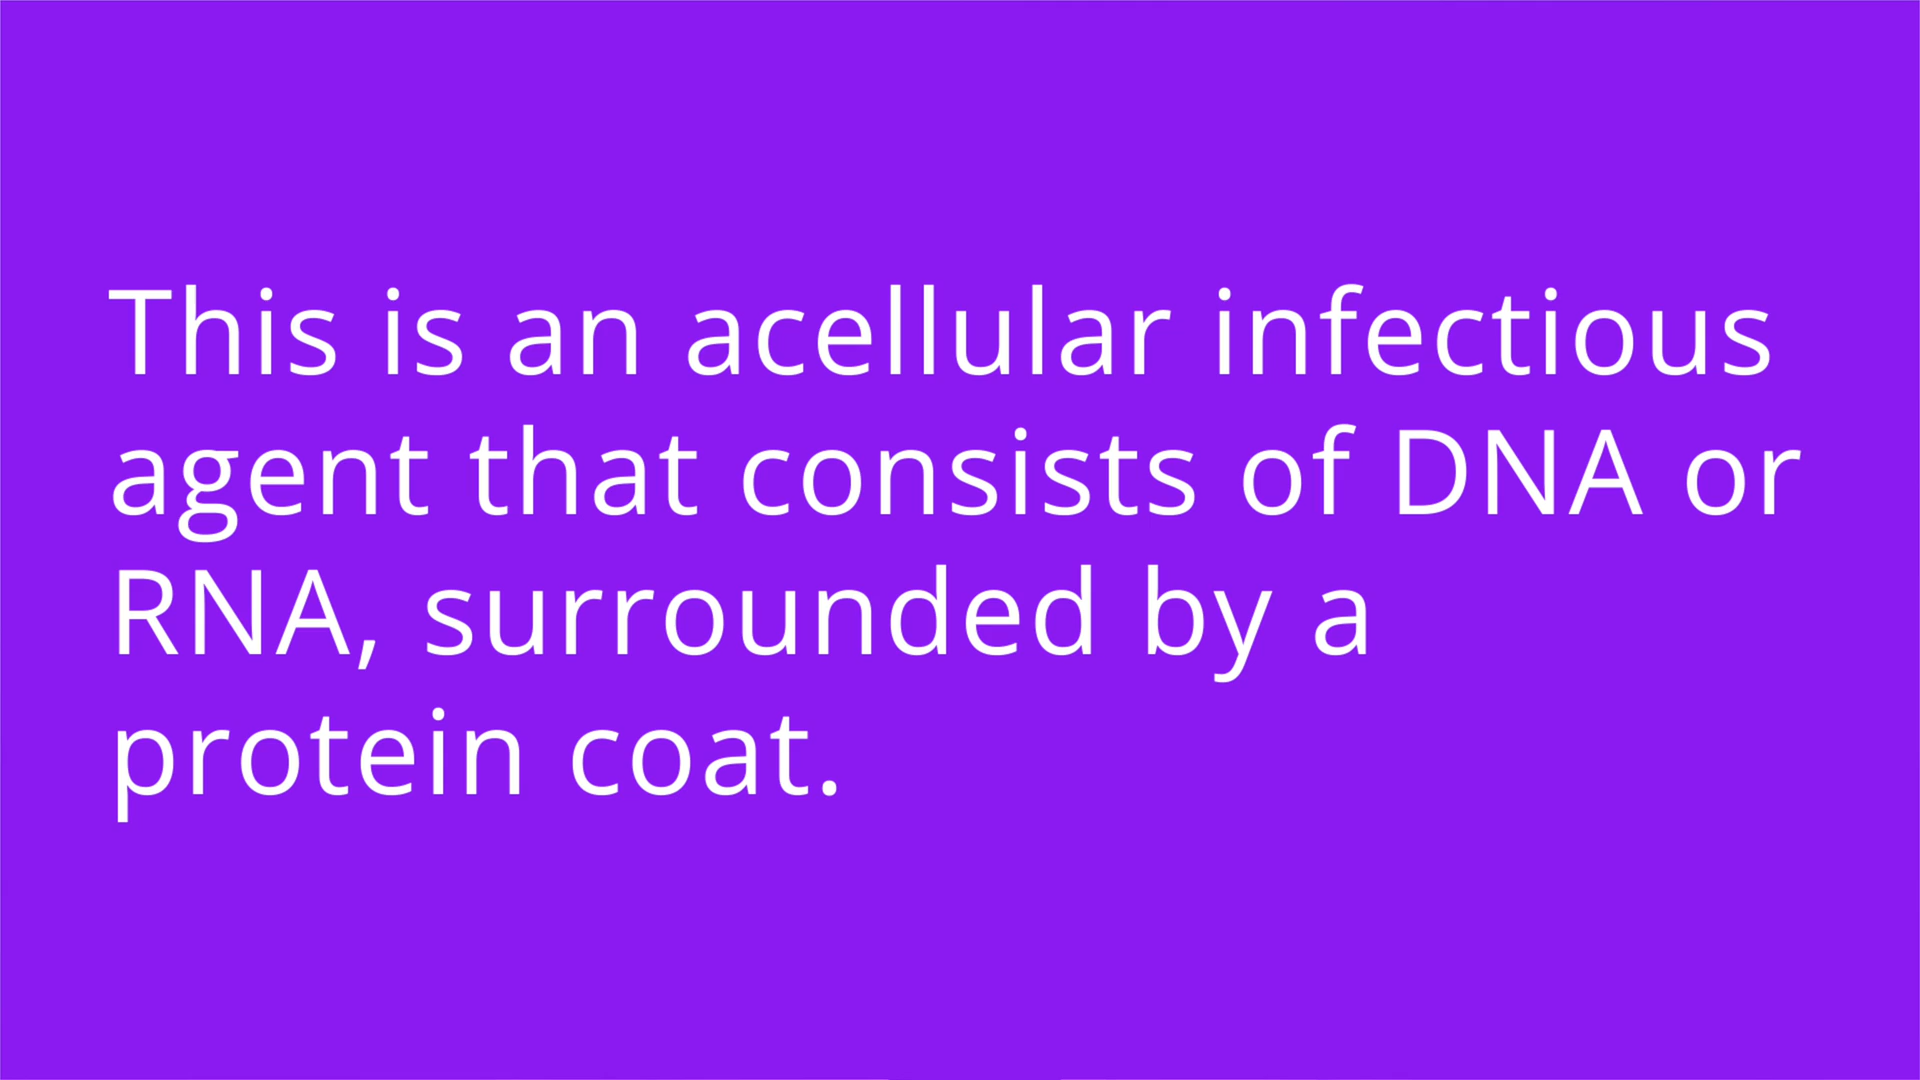 This is an acellular infectious
agent that consists of DNA or
RNA, surrounded by a
protein coat.